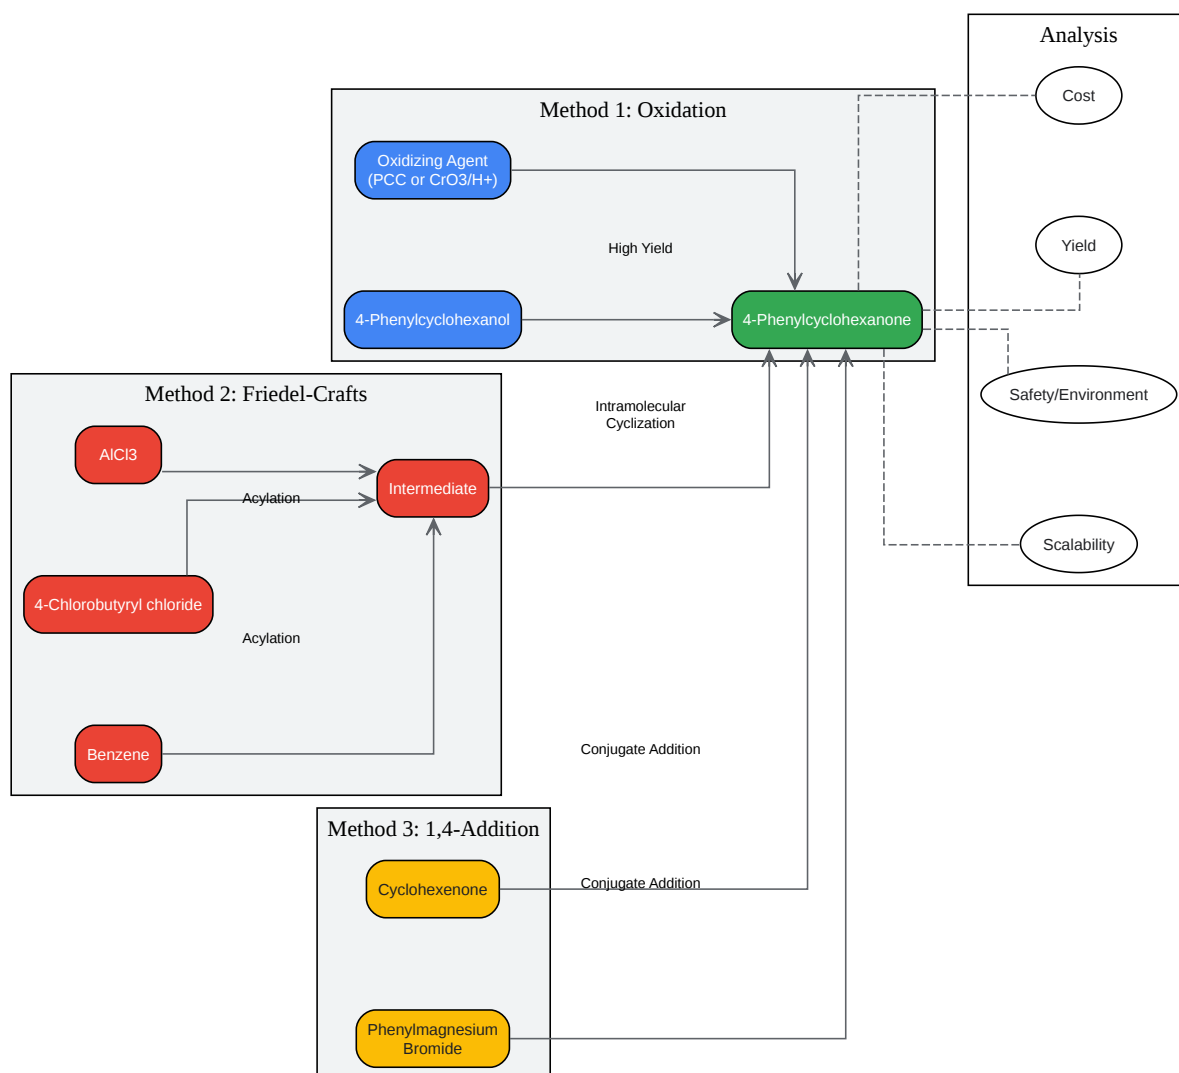 Analysis
Cost
Method 1: Oxidation
Oxidizing Agent
(PCC or CrO3/H+)
High Yield
Yield
4-Phenylcyclohexanol
4-Phenylcyclohexanone
Method 2: Friedel-Crafts
Safety/Environment
Intramolecular
Cyclization
AlCl3
Intermediate
Acylation
Scalability
4-Chlorobutyryl chloride
Acylation
Benzene
Conjugate Addition
Method 3: 1,4-Addition
Cyclohexenone
Conjugate Addition
Phenylmagnesium
Bromide